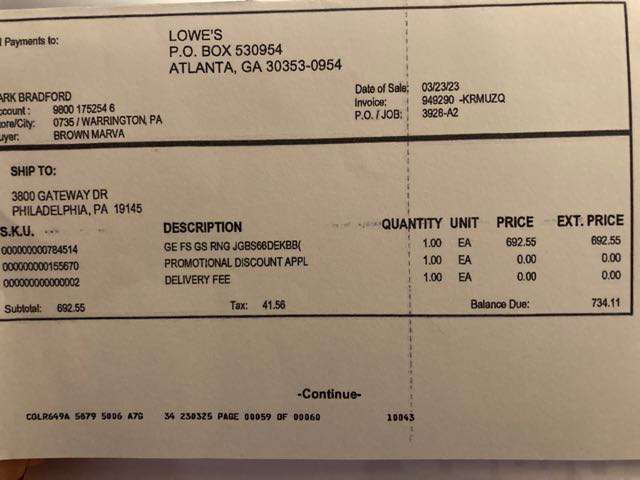 Payments to:
LOWE'S
P.O. BOX 530954
ATLANTA, GA 30353-0954
ARK BRADFORD
ccount : 9800 175254 6
ore/City: 0735 / WARRINGTON, PA
uyer: BROWN MARVA
Date of Sale: 03/23/23
Invoice: 949290 -KRMUZQ
P.O. / JOB: 3926-A2
SHIP TO:
3800 GATEWAY DR
PHILADELPHIA, PA 19145
S.K.U. DESCRIPTION QUANTITY UNIT PRICE EXT. PRICE
000000000784514 GE FS GS RNG JGBS66DEKBB( 1.00 EA 692.55 692.55
000000000155670 PROMOTIONAL DISCOUNT APPL 1.00 EA 0.00 0.00
000000000000002 DELIVERY FEE 1.00 EA 0.00 0.00
Subtotal: 692.55 Tax: 41.56 Balance Due: 734.11
-Continue-
CGLR649A 5879 5006 A7G 34 230325 PAGE 00059 OF 00060 10043